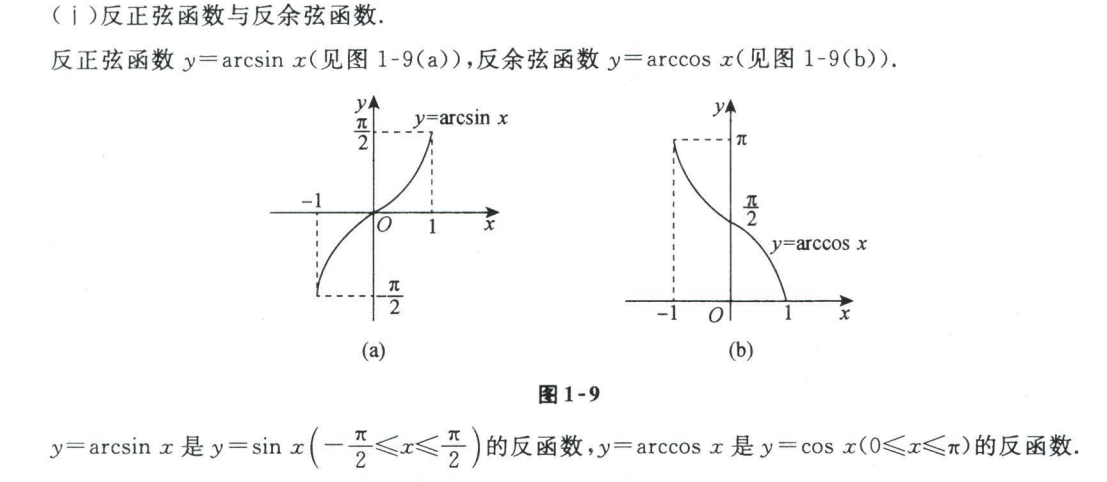 (ⅰ)反正弦函数与反余弦函数.
反正弦函数 y=arcsin x(见图 1-9(a)),反余弦函数 y=arccos x(见图 1-9(b)).
y
π/2
y=arcsin x
-1
O
1
x
-π/2
(a)
y
π
π/2
y=arccos x
-1
O
1
x
(b)
图 1-9
y=arcsin x 是 y=sin x(-π/2≤x≤π/2)的反函数,y=arccos x 是 y=cos x(0≤x≤π)的反函数.